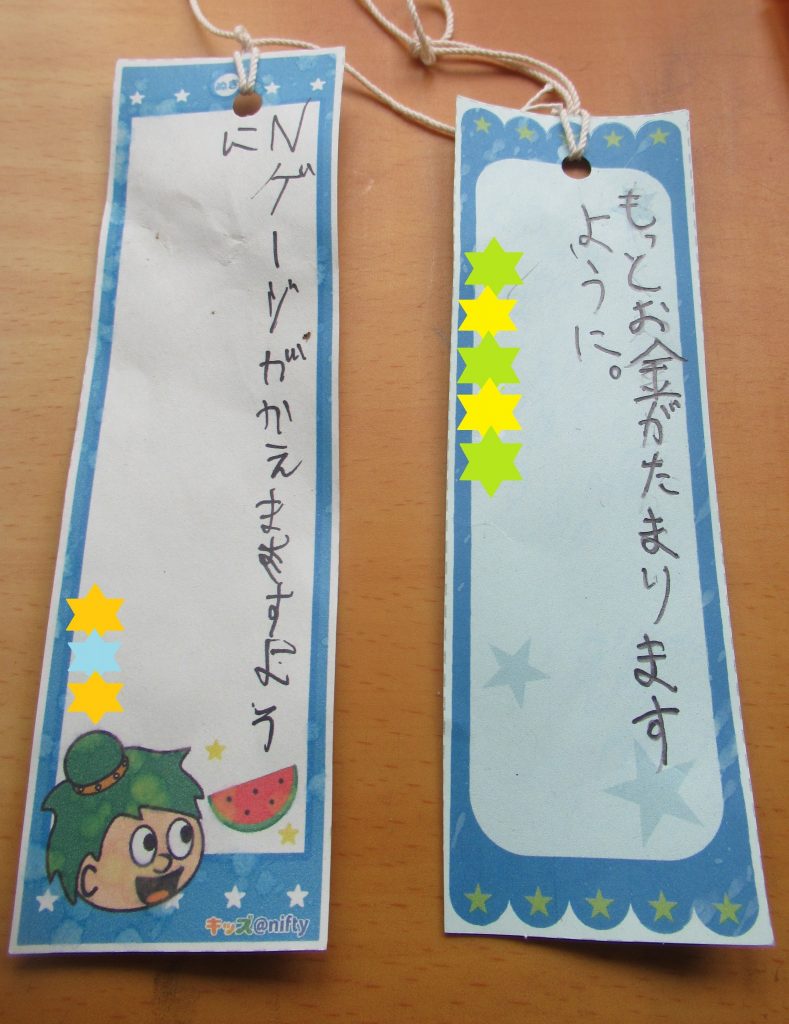 Nゲージがかえますよう
に
キッズ@nifty
もっとお金がたまります
ように。